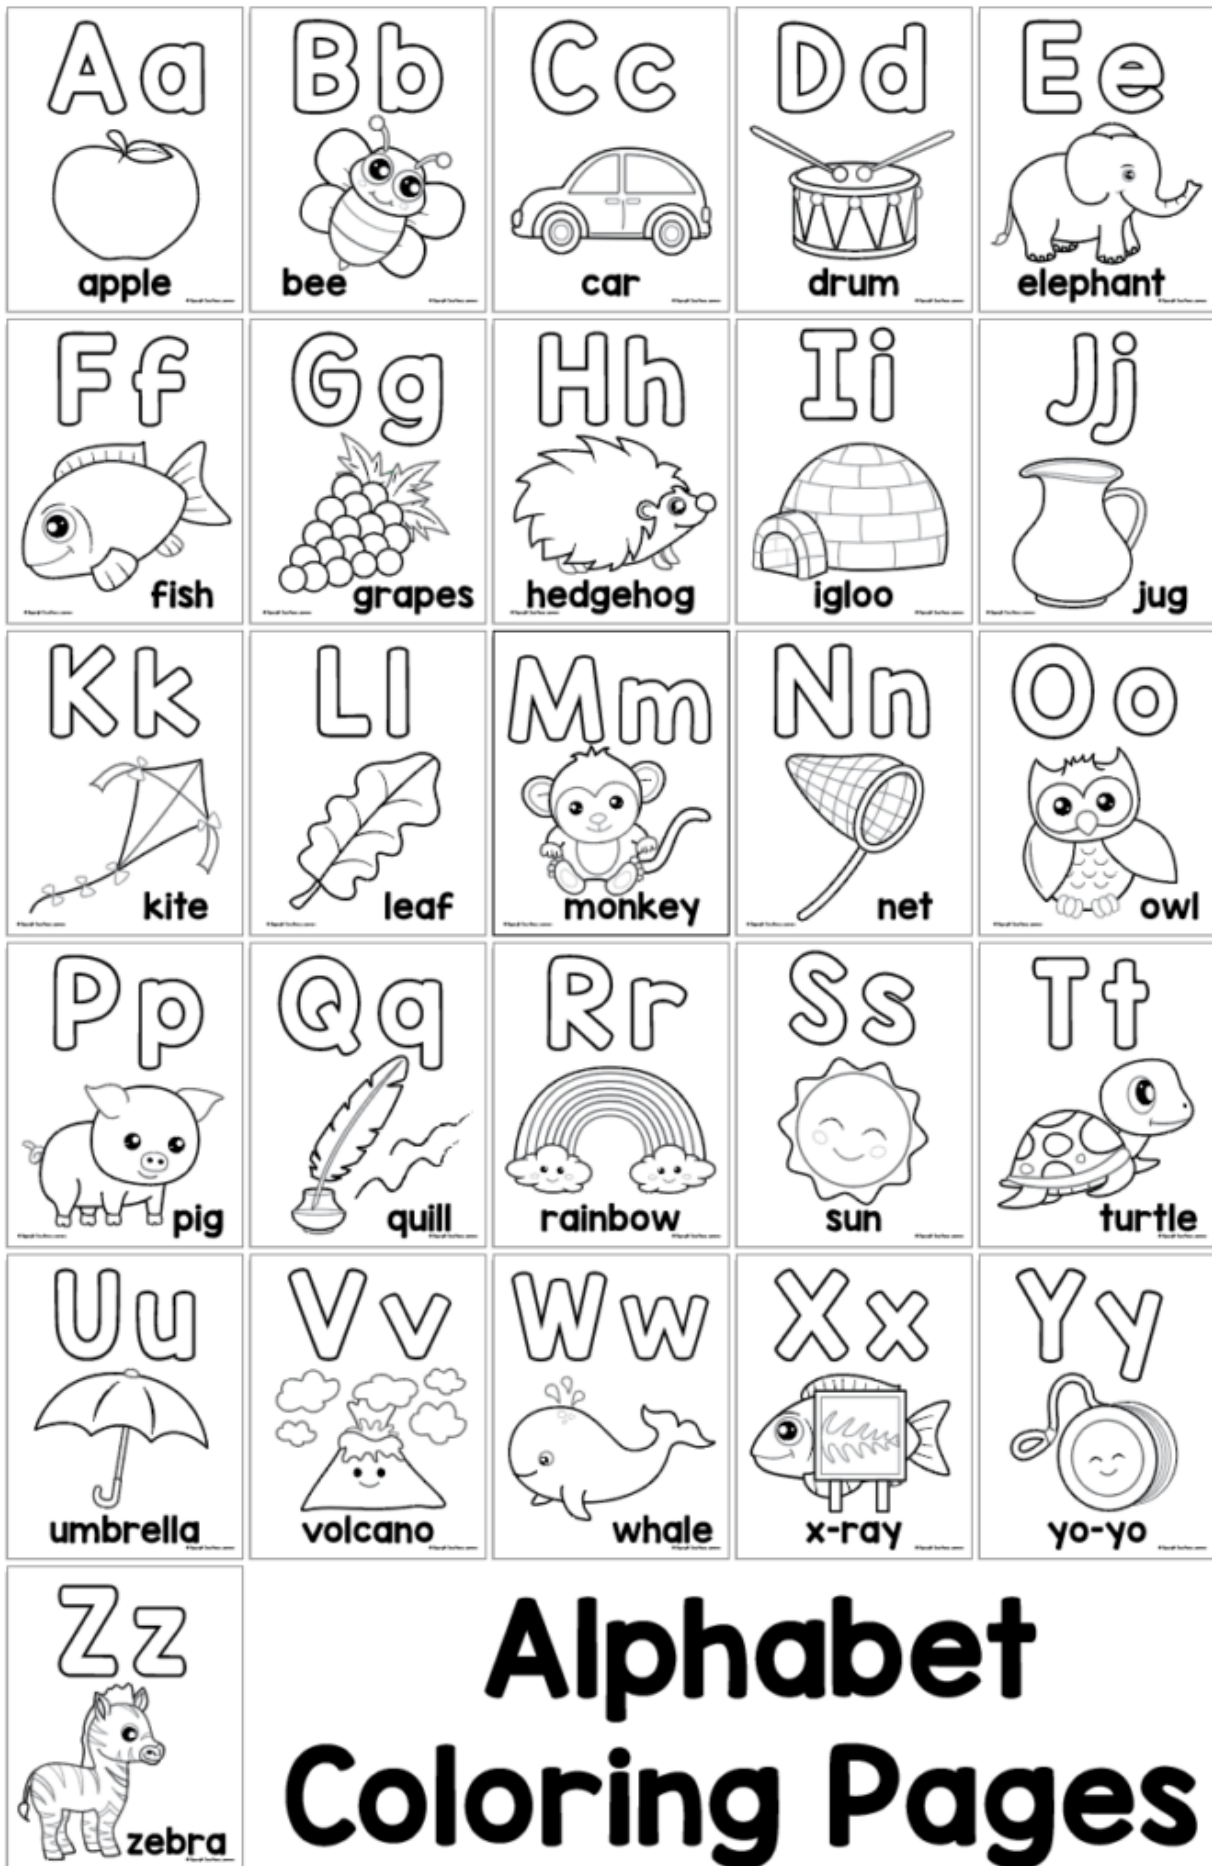 Aa
apple
Bb
bee
Cc
car
Dd
drum
Ee
elephant
Ff
fish
Gg
grapes
Hh
hedgehog
Ii
igloo
Jj
jug
Kk
kite
Ll
leaf
Mm
monkey
Nn
net
Oo
owl
Pp
pig
Qq
quill
Rr
rainbow
Ss
sun
Tt
turtle
Uu
umbrella
Vv
volcano
Ww
whale
Xx
x-ray
Yy
yo-yo
Zz
zebra
Alphabet
Coloring Pages